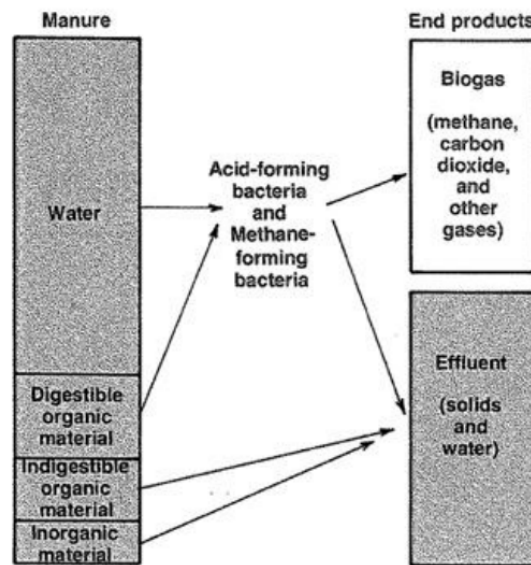 Manure
Water
Digestible
organic
material
Indigestible
organic
material
Inorganic
material
Acid-forming
bacteria
and
Methane-
forming
bacteria
End products
Biogas
(methane,
carbon
dioxide,
and
other
gases)
Effluent
(solids
and
water)